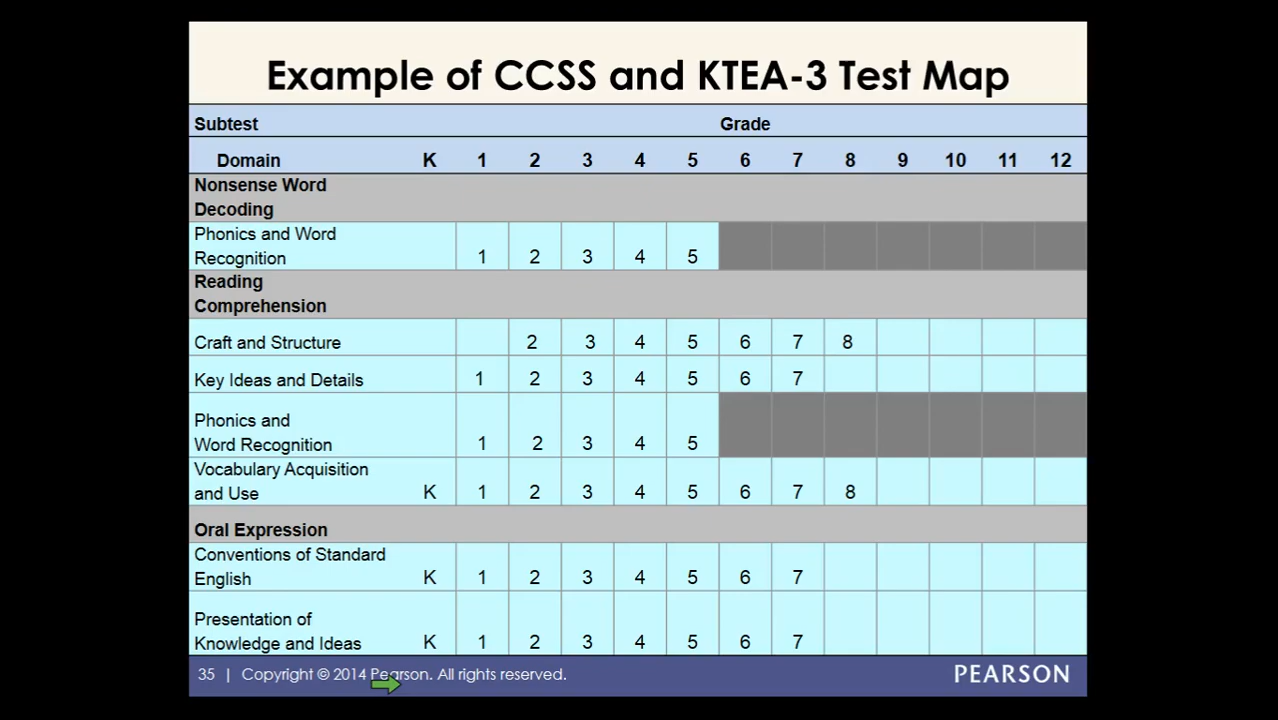 Example of CCSS and KTEA-3 Test Map
Subtest Grade
Domain K 1 2 3 4 5 6 7 8 9 10 11 12
Nonsense Word
Decoding
Phonics and Word
Recognition 1 2 3 4 5
Reading
Comprehension
Craft and Structure 2 3 4 5 6 7 8
Key Ideas and Details 1 2 3 4 5 6 7
Phonics and
Word Recognition 1 2 3 4 5
Vocabulary Acquisition
and Use K 1 2 3 4 5 6 7 8
Oral Expression
Conventions of Standard
English K 1 2 3 4 5 6 7
Presentation of
Knowledge and Ideas K 1 2 3 4 5 6 7
35 | Copyright © 2014 Pearson. All rights reserved. PEARSON